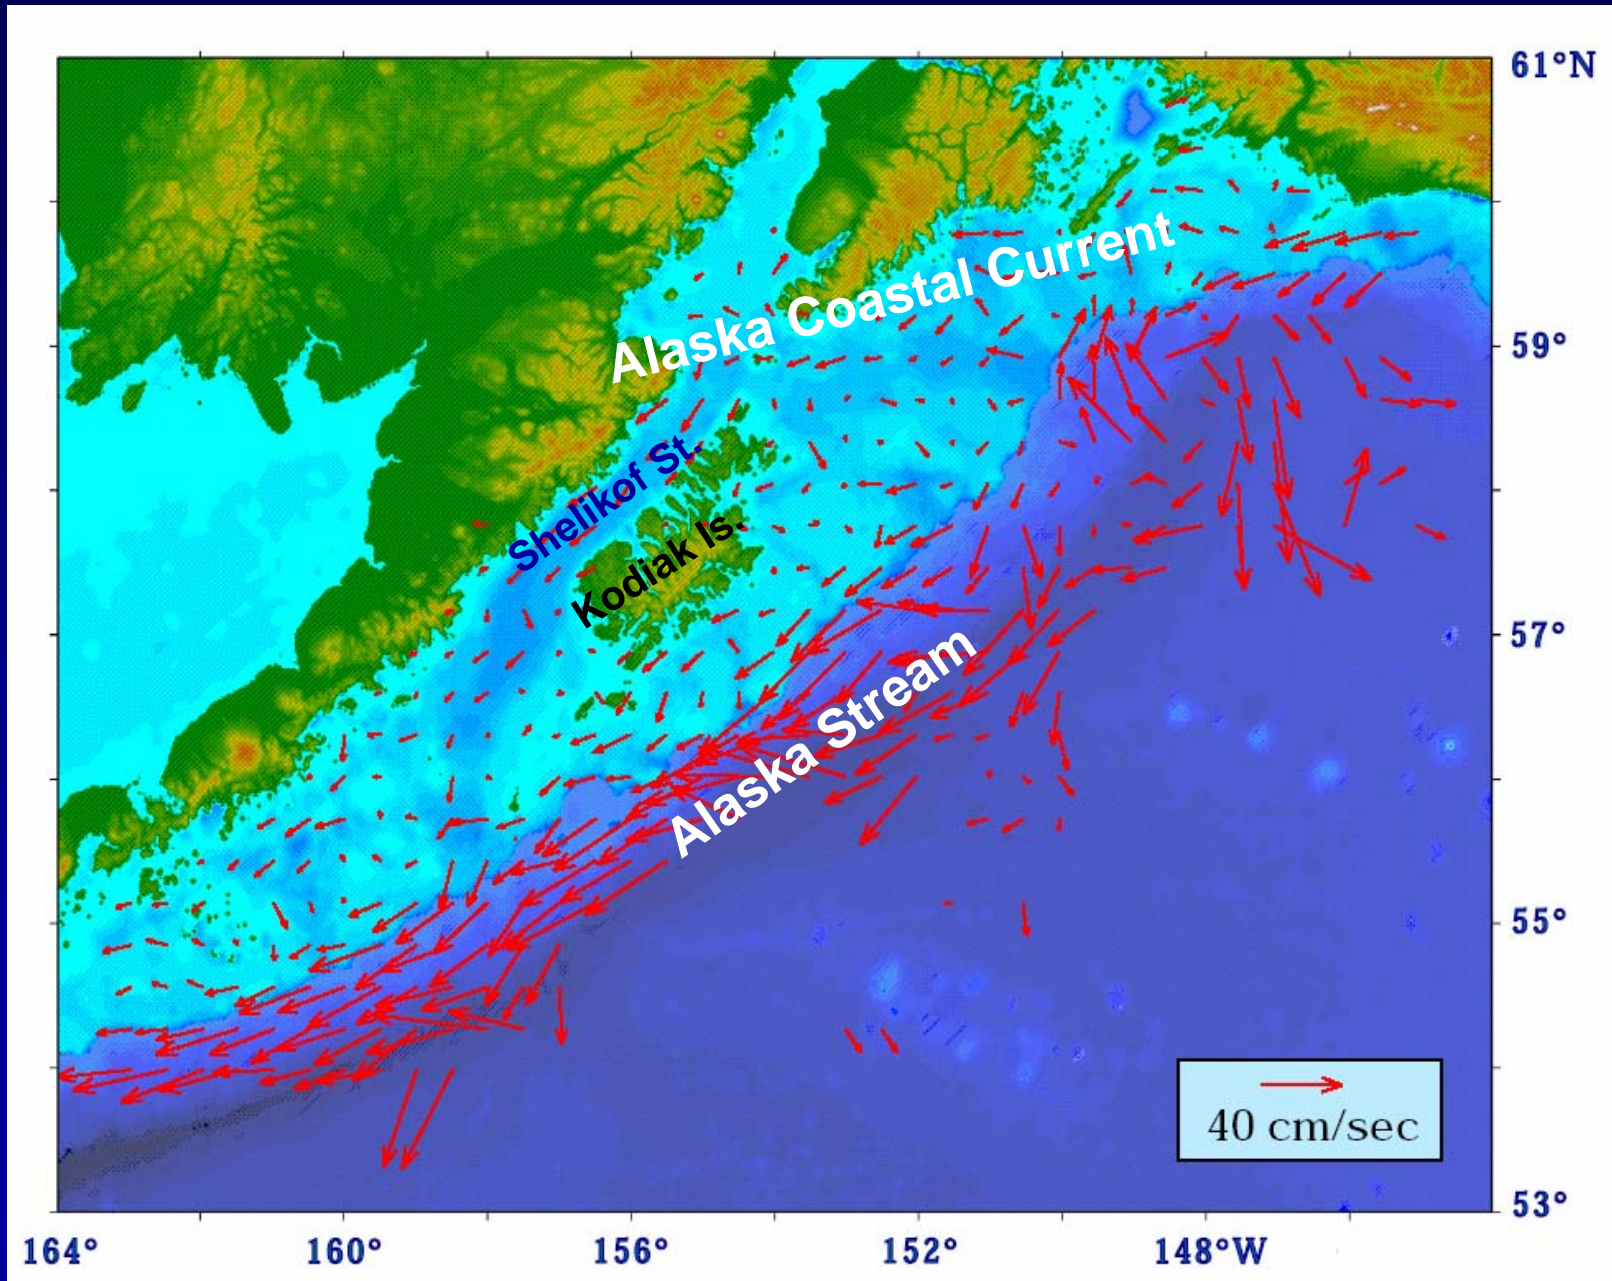 61°N
Alaska Coastal Current
59°
Shelikof St.
Kodiak Is.
57°
Alaska Stream
55°
40 cm/sec
53°
164° 160° 156° 152° 148°W